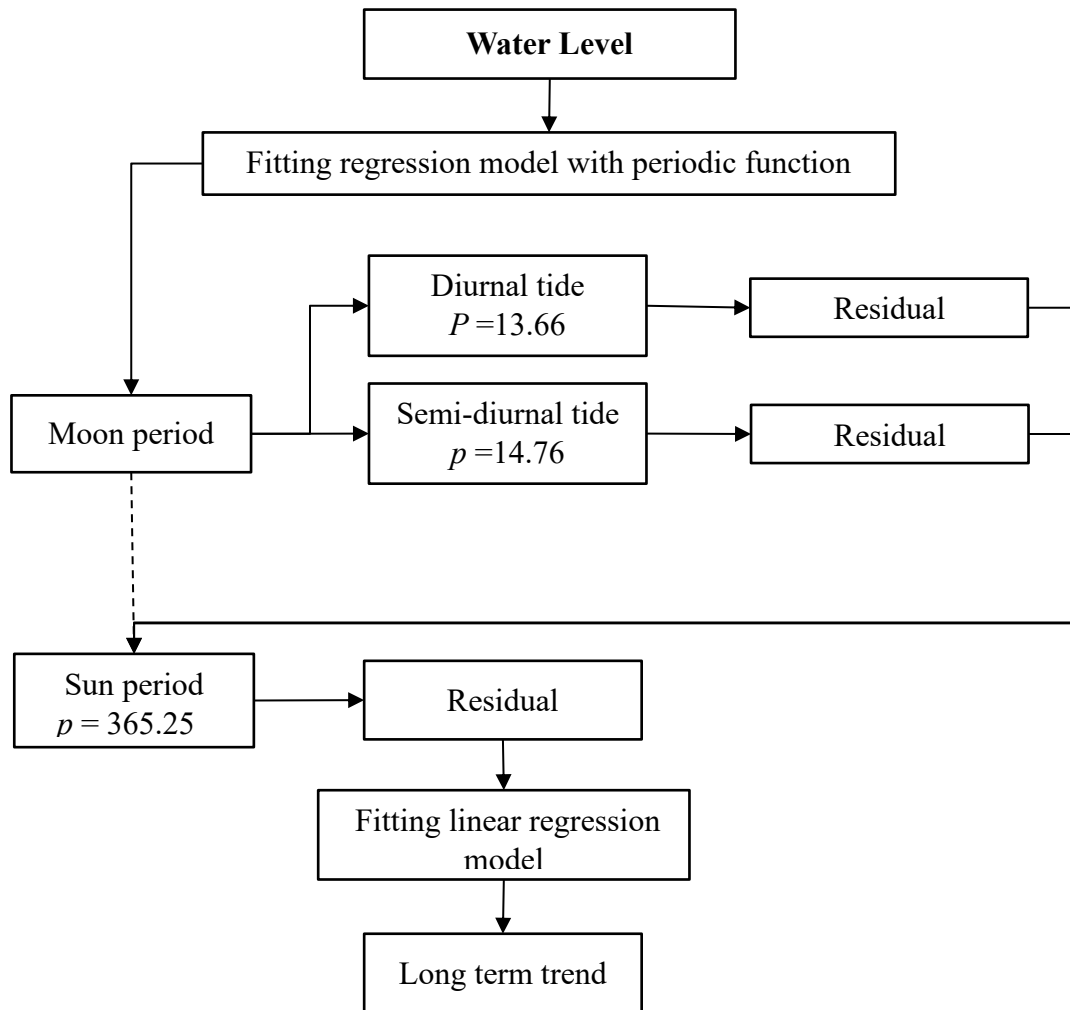 Water Level
Fitting regression model with periodic function
Diurnal tide
P =13.66
Residual
Moon period
Semi-diurnal tide
p =14.76
Residual
Sun period
p = 365.25
Residual
Fitting linear regression
model
Long term trend